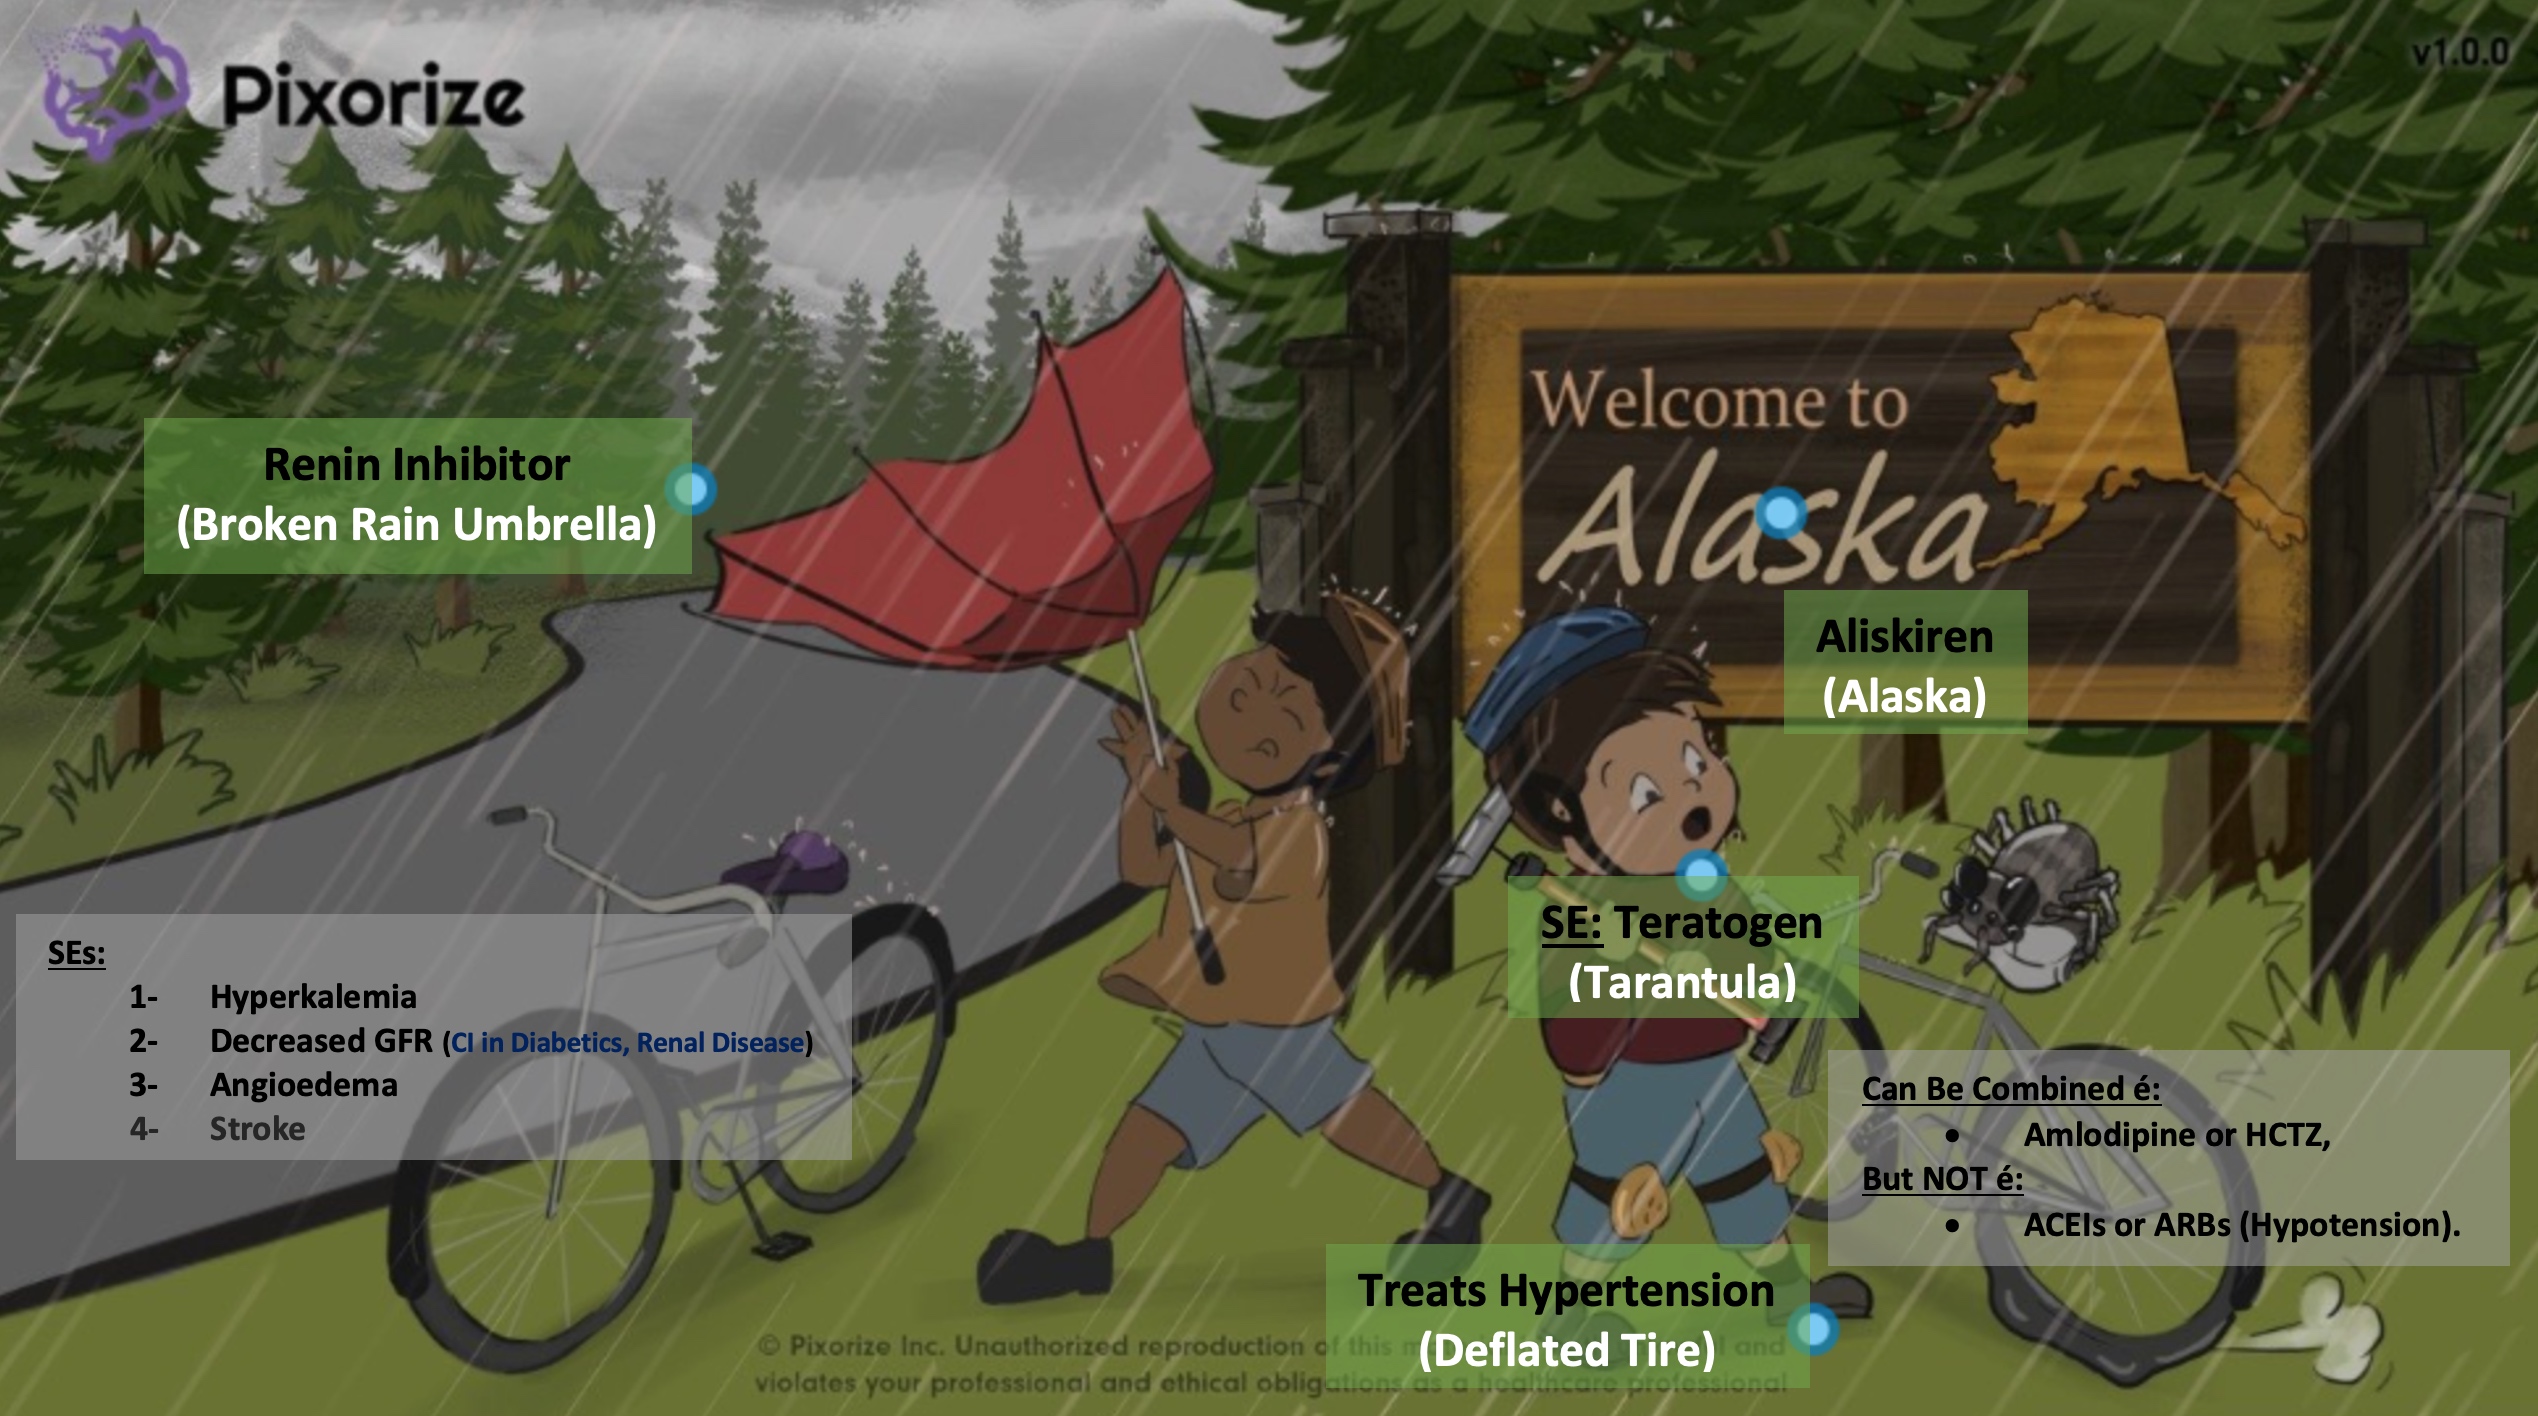 Pixorize
v1.0.0
Welcome to
Alaska
Renin Inhibitor
(Broken Rain Umbrella)
Aliskiren
(Alaska)
SE: Teratogen
(Tarantula)
SEs:
1- Hyperkalemia
2- Decreased GFR (CI in Diabetics, Renal Disease)
3- Angioedema
4- Stroke
Can Be Combined é:
• Amlodipine or HCTZ,
But NOT é:
• ACEIs or ARBs (Hypotension).
Treats Hypertension
(Deflated Tire)
© Pixorize Inc. Unauthorized reproduction of this and
violates your professional and ethical obligations as a healthcare professional